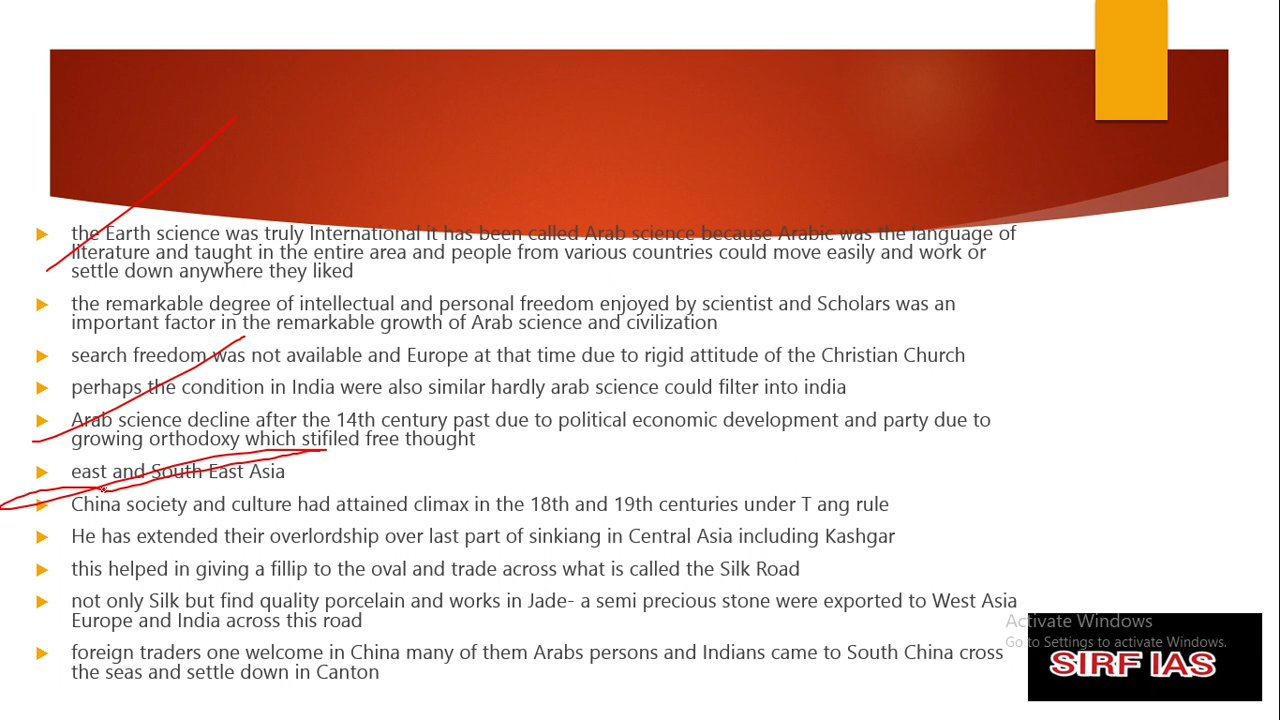 the Earth science was truly International it has been called Arab science because Arabic was the language of
literature and taught in the entire area and people from various countries could move easily and work or
settle down anywhere they liked
the remarkable degree of intellectual and personal freedom enjoyed by scientist and Scholars was an
important factor in the remarkable growth of Arab science and civilization
search freedom was not available and Europe at that time due to rigid attitude of the Christian Church
perhaps the condition in India were also similar hardly arab science could filter into india
Arab science decline after the 14th century past due to political economic development and party due to
growing orthodoxy which stifiled free thought
east and South East Asia
China society and culture had attained climax in the 18th and 19th centuries under T ang rule
He has extended their overlordship over last part of sinkiang in Central Asia including Kashgar
this helped in giving a fillip to the oval and trade across what is called the Silk Road
not only Silk but find quality porcelain and works in Jade- a semi precious stone were exported to West Asia
Europe and India across this road
foreign traders one welcome in China many of them Arabs persons and Indians came to South China cross
the seas and settle down in Canton
Activate Windows
Go to Settings to activate Windows.
SIRF IAS